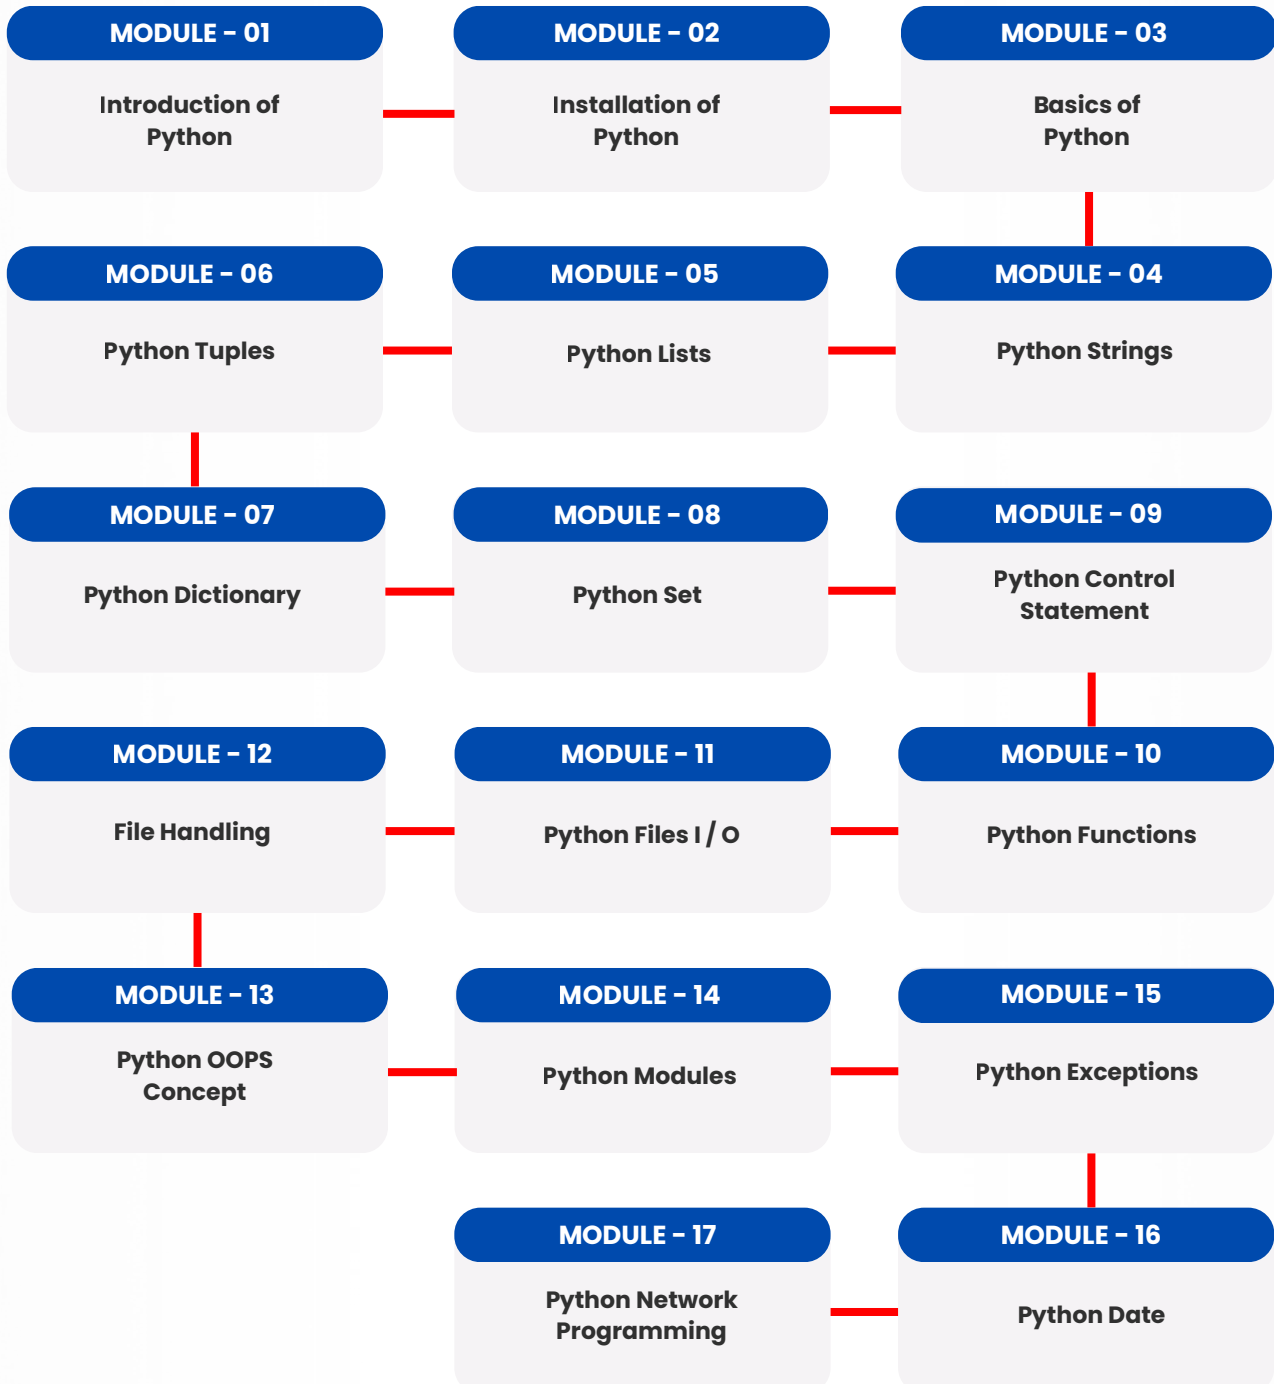 MODULE - 01
Introduction of
Python
MODULE - 02
Installation of
Python
MODULE - 03
Basics of
Python
MODULE - 06
Python Tuples
MODULE - 05
Python Lists
MODULE - 04
Python Strings
MODULE - 07
Python Dictionary
MODULE - 08
Python Set
MODULE - 09
Python Control
Statement
MODULE - 12
File Handling
MODULE - 11
Python Files I / O
MODULE - 10
Python Functions
MODULE - 13
Python OOPS
Concept
MODULE - 14
Python Modules
MODULE - 15
Python Exceptions
MODULE - 17
Python Network
Programming
MODULE - 16
Python Date